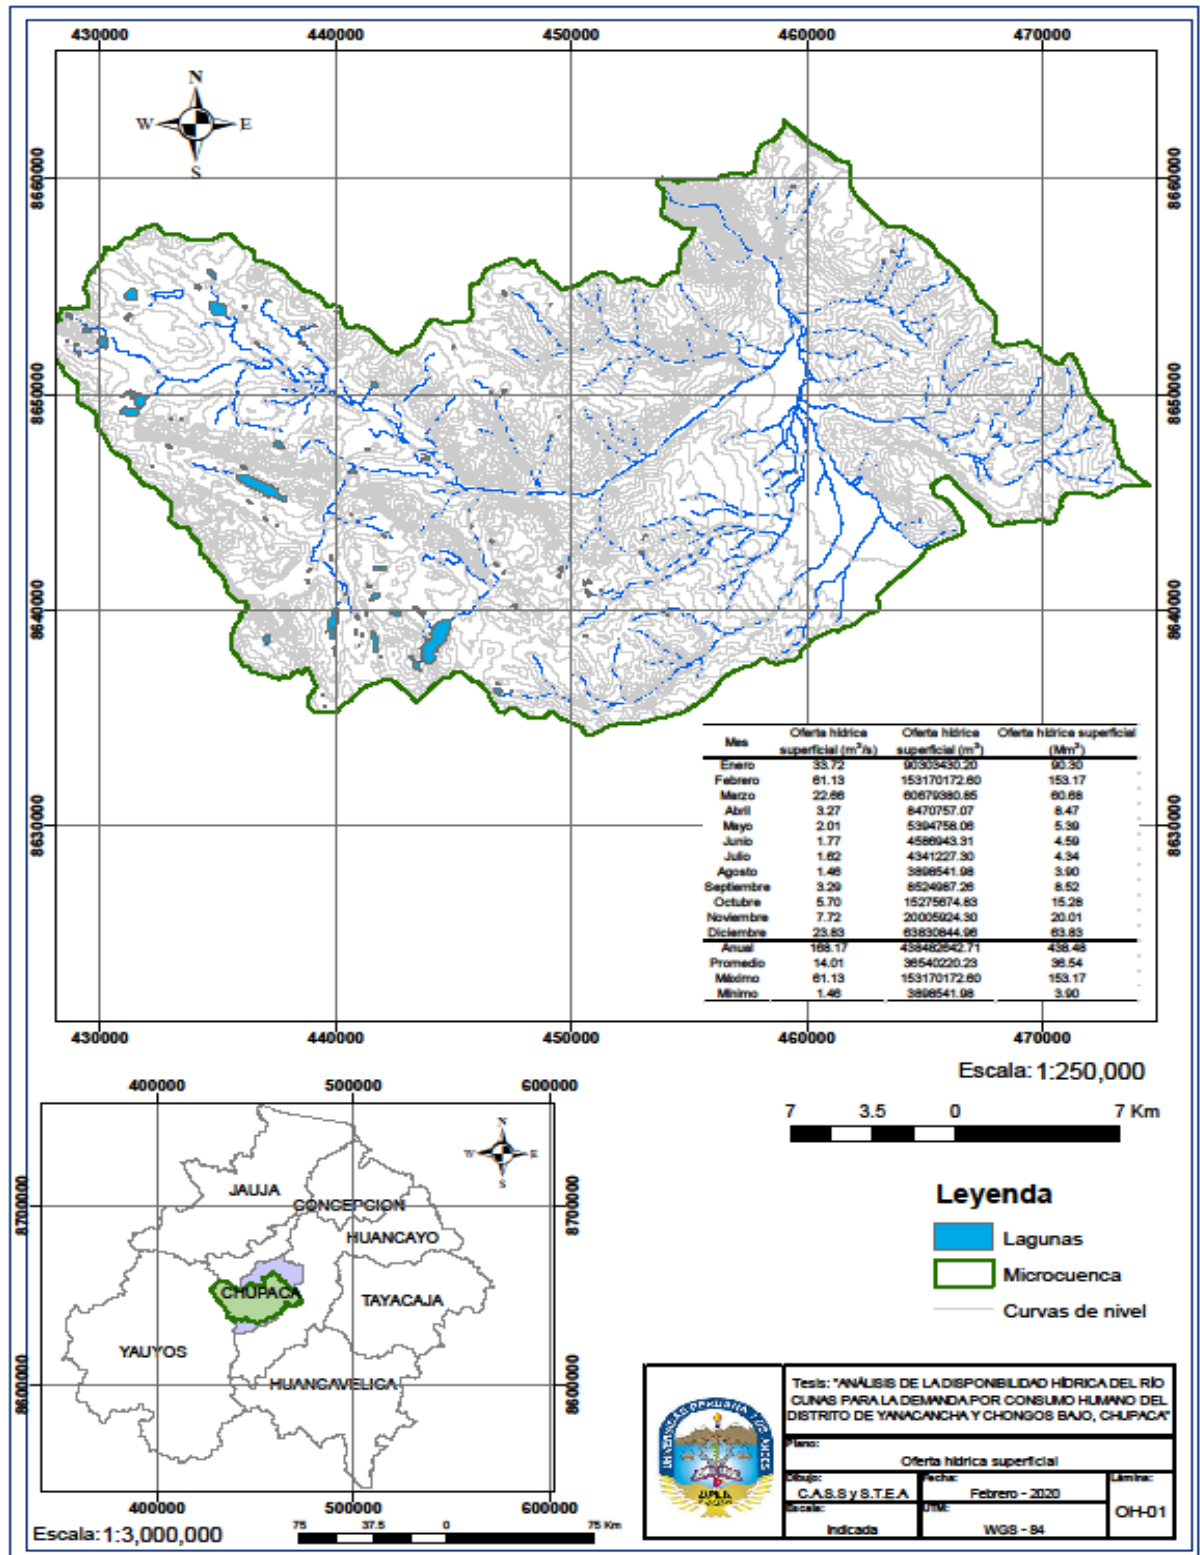 430000 440000 450000 460000 470000
N
W E
S
8660000 8660000
8650000 8650000
8640000 8640000
8630000 8630000
Mes Oferta hídrica superficial (m³/s) Oferta hídrica superficial (m³) Oferta hídrica superficial (Mm³)
Enero 33.72 90303430.20 90.30
Febrero 61.13 153170172.60 153.17
Marzo 22.66 60679380.85 60.68
Abril 3.27 8470757.07 8.47
Mayo 2.01 5394758.06 5.39
Junio 1.77 4586943.31 4.59
Julio 1.62 4341227.30 4.34
Agosto 1.46 3898541.98 3.90
Septiembre 3.29 8524987.26 8.52
Octubre 5.70 15275674.83 15.28
Noviembre 7.72 20005924.30 20.01
Diciembre 23.83 63830844.96 63.83
Anual 168.17 438482642.71 438.48
Promedio 14.01 36540220.23 36.54
Máximo 61.13 153170172.60 153.17
Mínimo 1.46 3898541.98 3.90
430000 440000 450000 460000 470000
Escala: 1:250,000
7 3.5 0 7 Km
400000 500000 600000
N
W E
S
8700000 8700000
8600000 8600000
JAUJA
CONCEPCION
HUANCAYO
CHUPACA
TAYACAJA
YAUYOS
HUANCAVELICA
400000 500000 600000
Escala: 1:3,000,000
75 37.5 0 75 Km
Leyenda
Lagunas
Microcuenca
Curvas de nivel
UNIVERSIDAD PERUANA LOS ANDES
UPLA
Tesis: "ANÁLISIS DE LA DISPONIBILIDAD HÍDRICA DEL RÍO
CUNAS PARA LA DEMANDA POR CONSUMO HUMANO DEL
DISTRITO DE YANACANCHA Y CHONGOS BAJO, CHUPACA"
Plano:
Oferta hídrica superficial
Dibujo: Fecha: Lámina:
C.A.S.S y S.T.E.A Febrero - 2020
OH-01
Escala: UTM:
Indicada WGS - 84